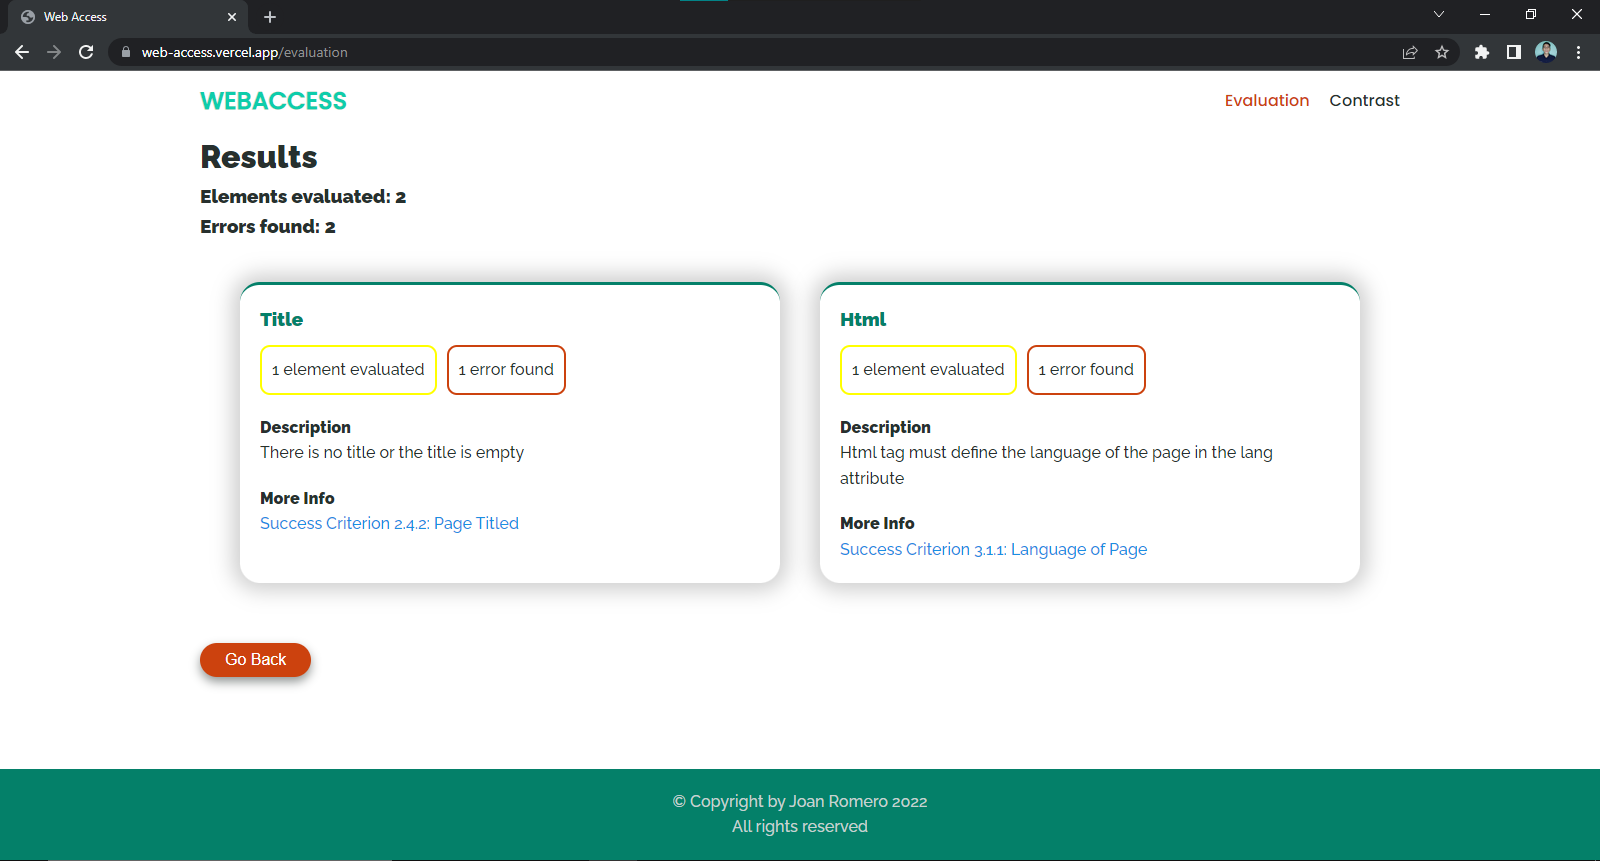 Web Access
web-access.vercel.app/evaluation
WEBACCESS
Evaluation
Contrast
Results
Elements evaluated: 2
Errors found: 2
Title
1 element evaluated
1 error found
Description
There is no title or the title is empty
More Info
Success Criterion 2.4.2: Page Titled
Html
1 element evaluated
1 error found
Description
Html tag must define the language of the page in the lang
attribute
More Info
Success Criterion 3.1.1: Language of Page
Go Back
© Copyright by Joan Romero 2022
All rights reserved